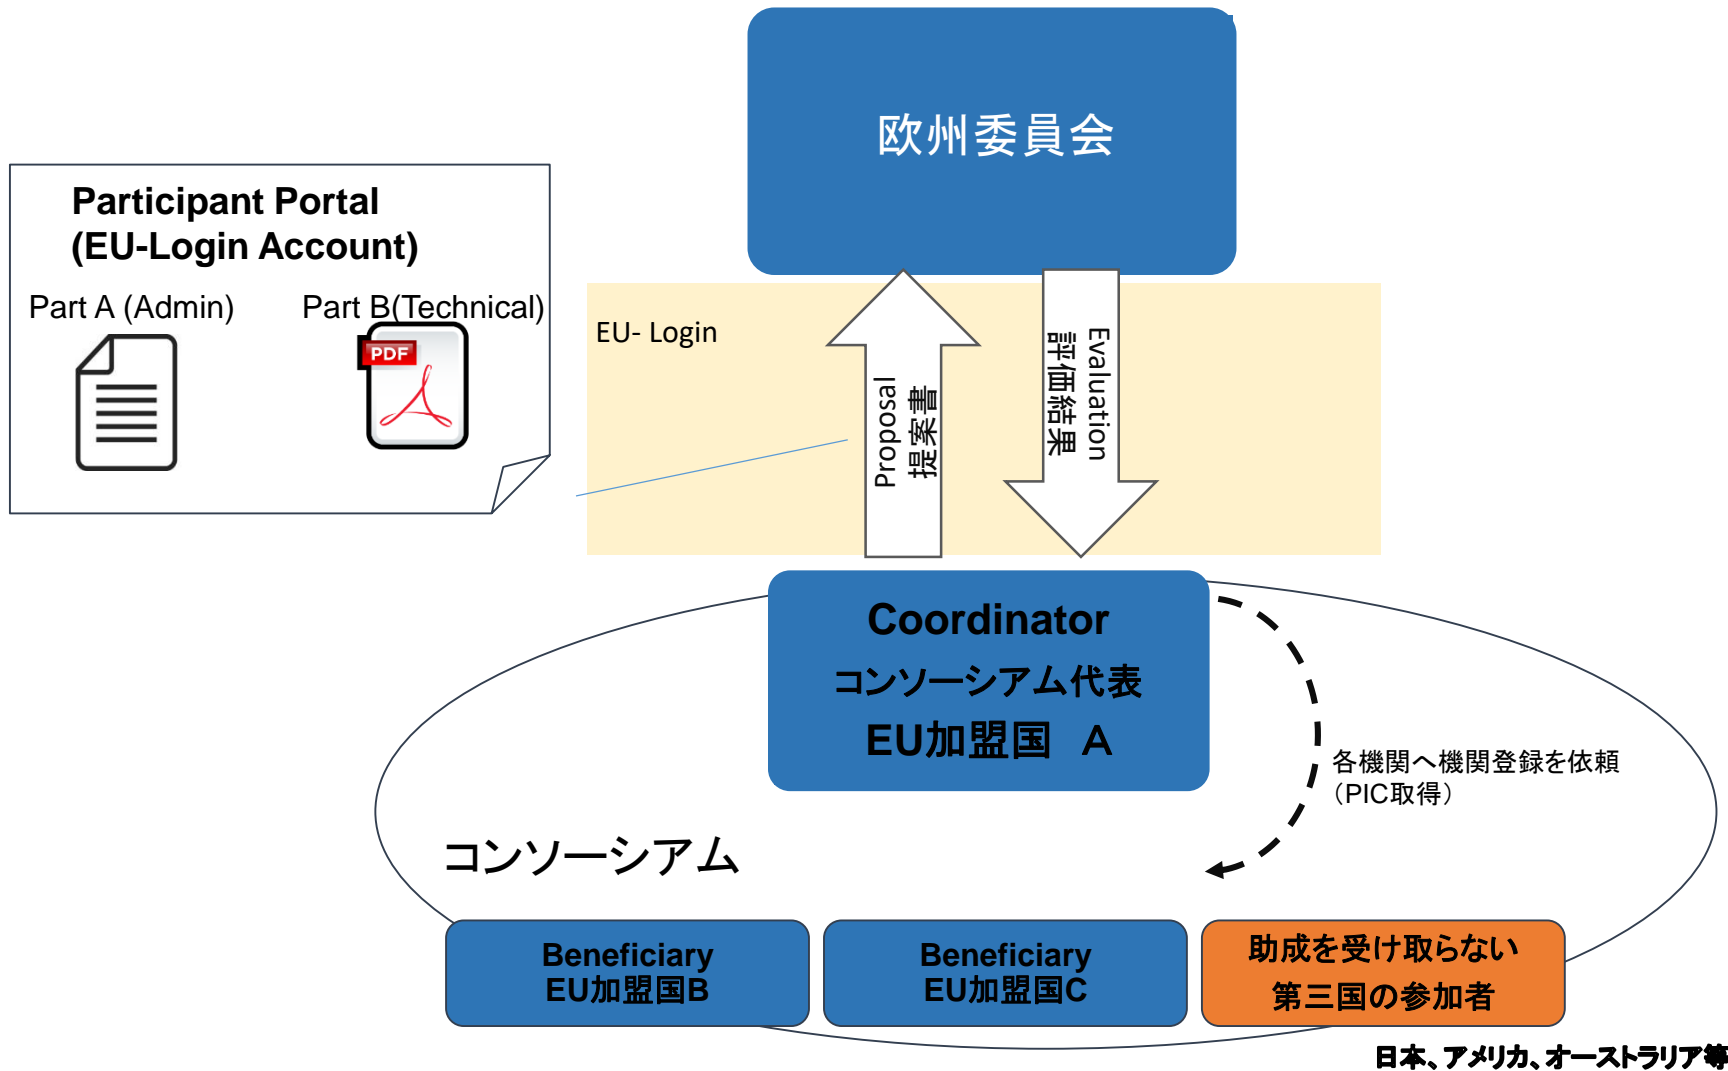 欧州委員会
Participant Portal
(EU-Login Account)
Part A (Admin)
Part B(Technical)
PDF
EU- Login
Proposal
提案書
Evaluation
評価結果
Coordinator
コンソーシアム代表
EU加盟国　A
各機関へ機関登録を依頼
（PIC取得）
コンソーシアム
Beneficiary
EU加盟国B
Beneficiary
EU加盟国C
助成を受け取らない
第三国の参加者
日本、アメリカ、オーストラリア等